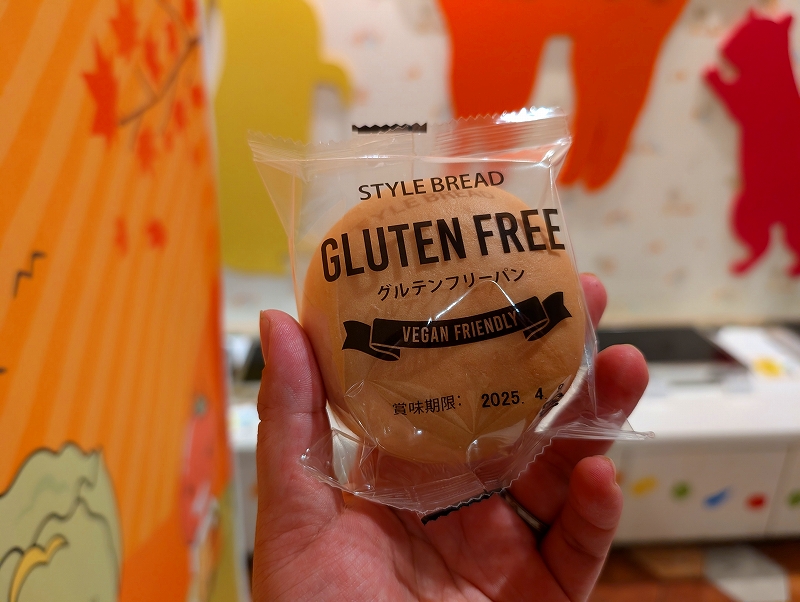 STYLE BREAD
GLUTEN FREE
グルテンフリーパン
VEGAN FRIENDLY
賞味期限: 2025. 4.